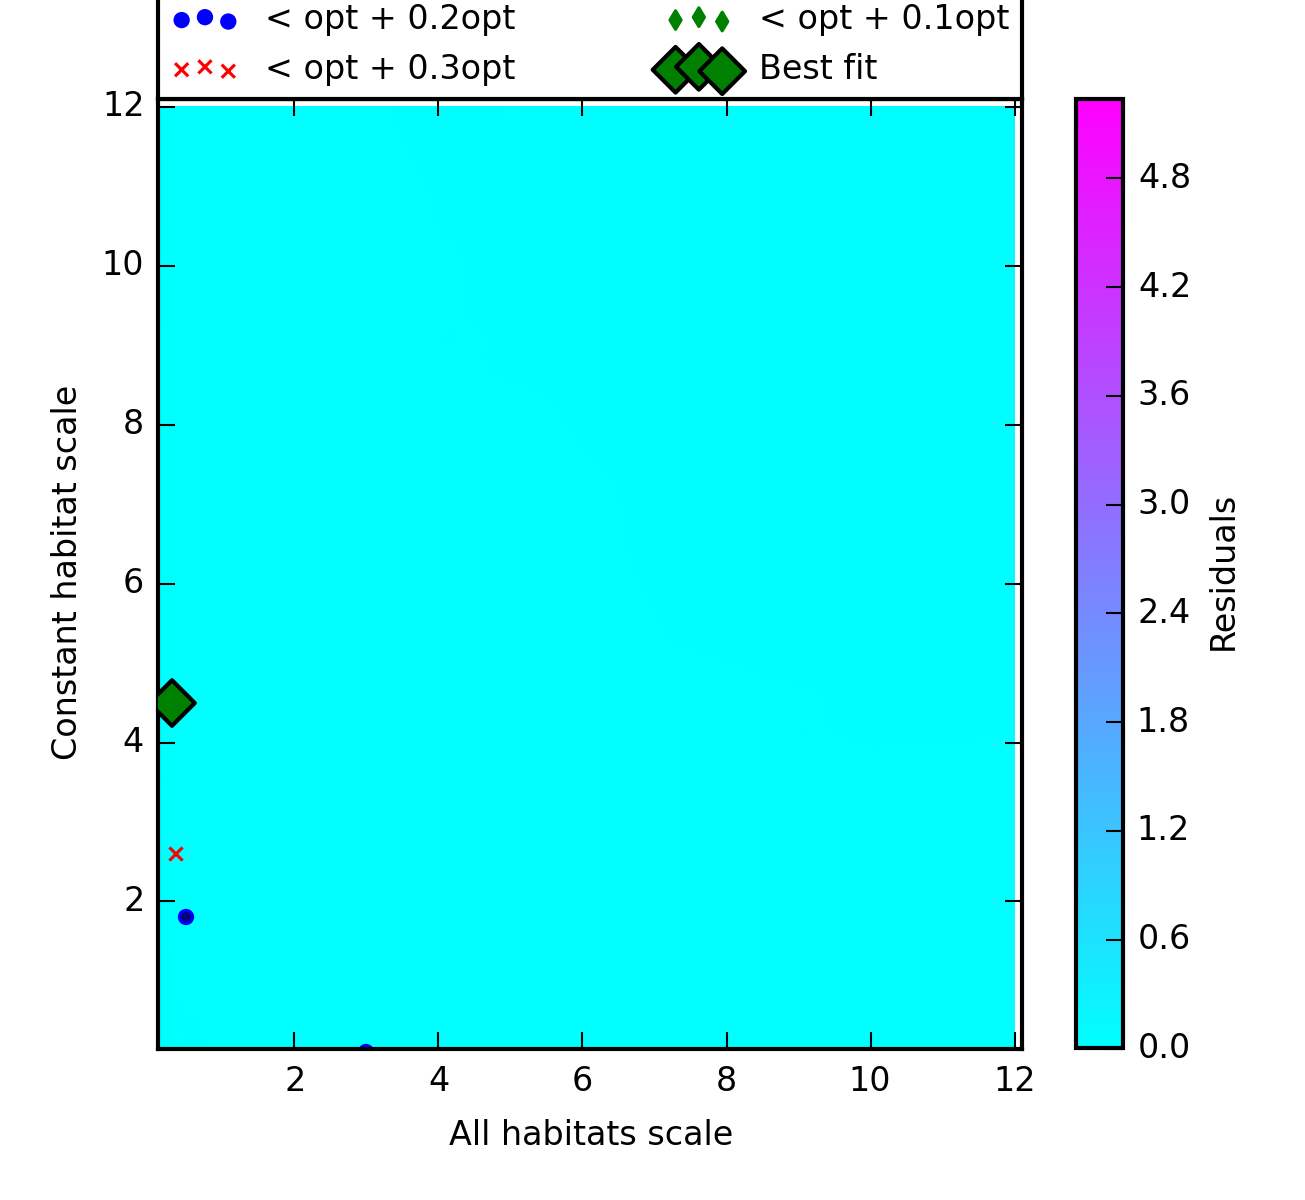 < opt + 0.2opt
< opt + 0.1opt
< opt + 0.3opt
Best fit
12
10
8
6
4
2
Constant habitat scale
2 4 6 8 10 12
All habitats scale
4.8
4.2
3.6
3.0
2.4
1.8
1.2
0.6
0.0
Residuals